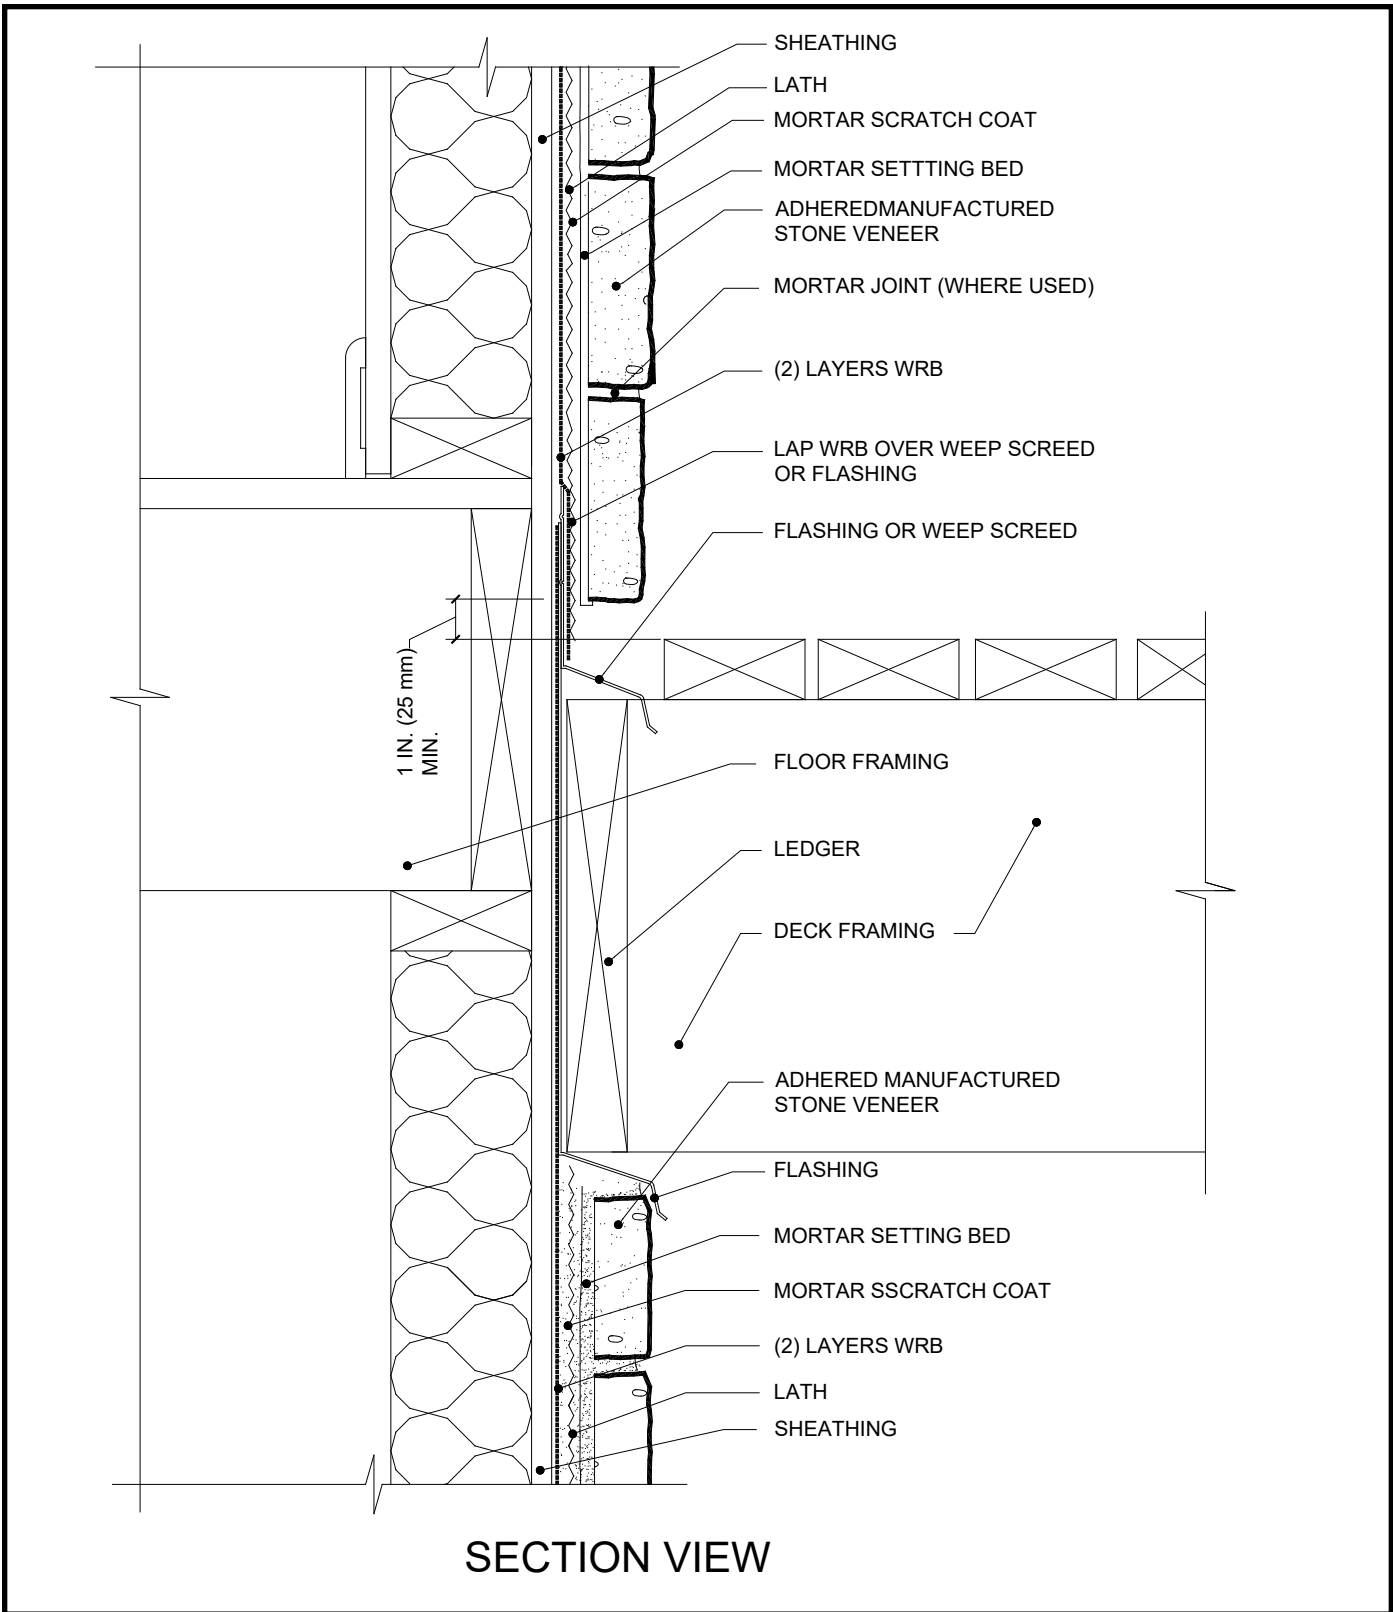 SHEATHING
LATH
MORTAR SCRATCH COAT
MORTAR SETTTING BED
ADHEREDMANUFACTURED
STONE VENEER
MORTAR JOINT (WHERE USED)
(2) LAYERS WRB
LAP WRB OVER WEEP SCREED
OR FLASHING
FLASHING OR WEEP SCREED
1 IN. (25 mm)
MIN.
FLOOR FRAMING
LEDGER
DECK FRAMING
ADHERED MANUFACTURED
STONE VENEER
FLASHING
MORTAR SETTING BED
MORTAR SSCRATCH COAT
(2) LAYERS WRB
LATH
SHEATHING
SECTION VIEW